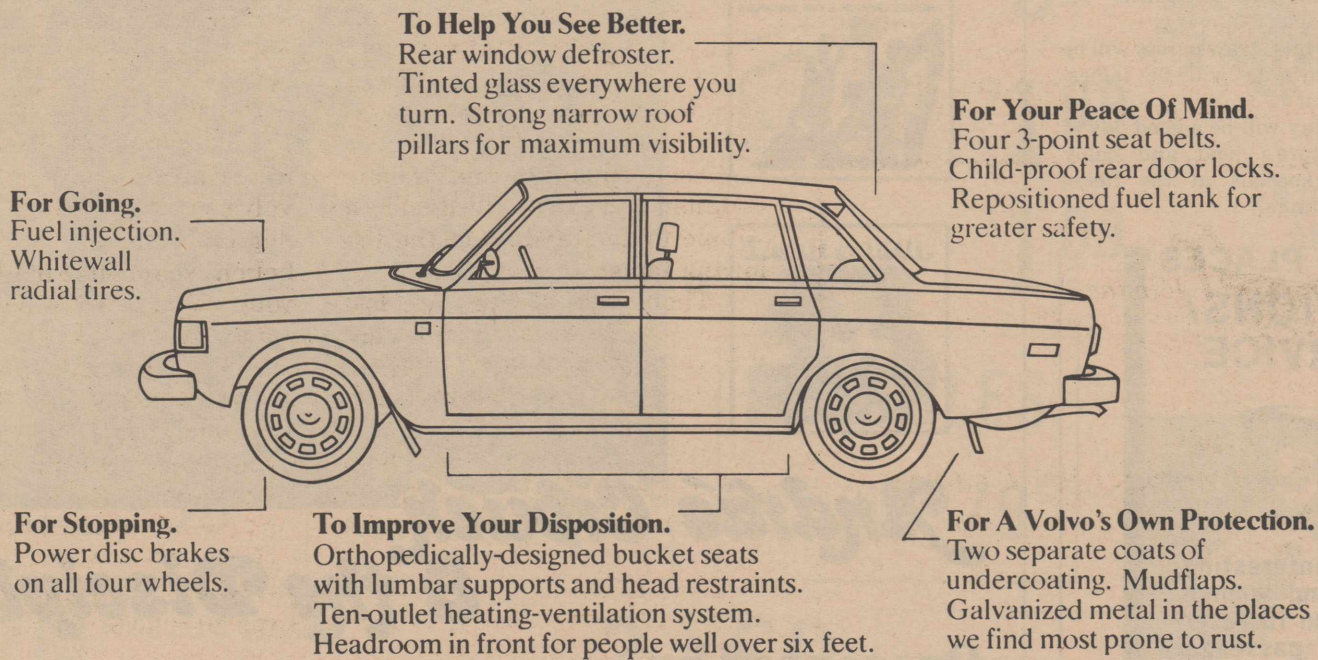 To Help You See Better.
Rear window defroster.
Tinted glass everywhere you
turn. Strong narrow roof
pillars for maximum visibility.
For Your Peace Of Mind.
Four 3-point seat belts.
Child-proof rear door locks.
Repositioned fuel tank for
greater safety.
For Going.
Fuel injection.
Whitewall
radial tires.
For Stopping.
Power disc brakes
on all four wheels.
To Improve Your Disposition.
Orthopedically-designed bucket seats
with lumbar supports and head restraints.
Ten-outlet heating-ventilation system.
Headroom in front for people well over six feet.
For A Volvo's Own Protection.
Two separate coats of
undercoating. Mudflaps.
Galvanized metal in the places
we find most prone to rust.